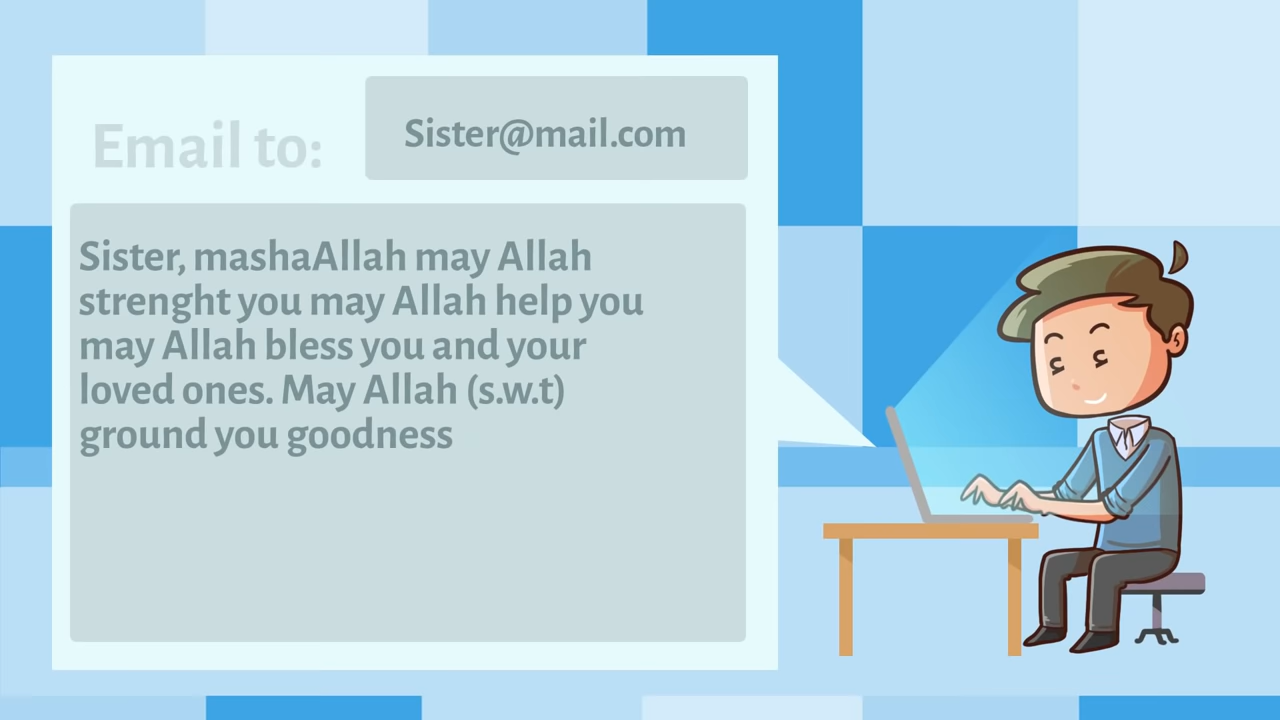 Email to:
Sister@mail.com
Sister, mashaAllah may Allah
strenght you may Allah help you
may Allah bless you and your
loved ones. May Allah (s.w.t)
ground you goodness